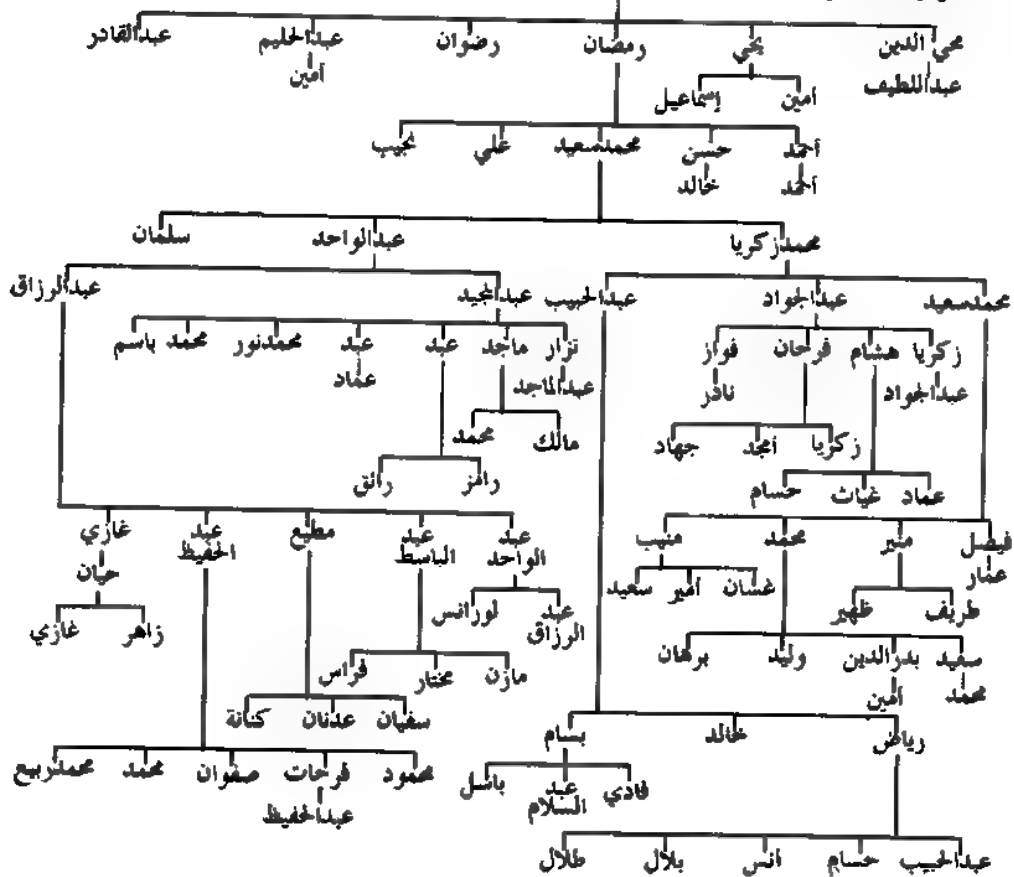 محي الدين يحيي رمضان رضوان عبدالحليم عبدالقادر
عبداللطيف امين إسماعيل أمين
أحمد حسن محمدسعيد علي نجيب
أحمد خالد
محمدزكريا عبدالواحد سلمان
محمدسعيد عبدالجواد عبدالحبيب عبدالمجيد عبدالرزاق
زكريا هشام فرحان فواز نزار ماجد عبد عبد محمدنور محمد باسم
عبدالجواد نادر عبدالماجد عماد
زكريا أمجد جهاد مالك محمد
عماد غياث حسام رامز رائق
فيصل منير محمد منيب عبد الواحد عبد الباسط مطيع عبد الحفيظ غازي
عمار غسان أمير سعيد حيان
طريف ظهير عبد الرزاق لورانس زاهر غازي
سعيد بدرالدين وليد برهان مازن مختار فراس
محمد أمين سفيان عدنان كنانة
رياض خالد بسام محمود فرحات صفوان محمد محمدربيع
فادي عبد السلام باسل عبدالحفيظ
عبدالحبيب حسام أنس بلال طلال